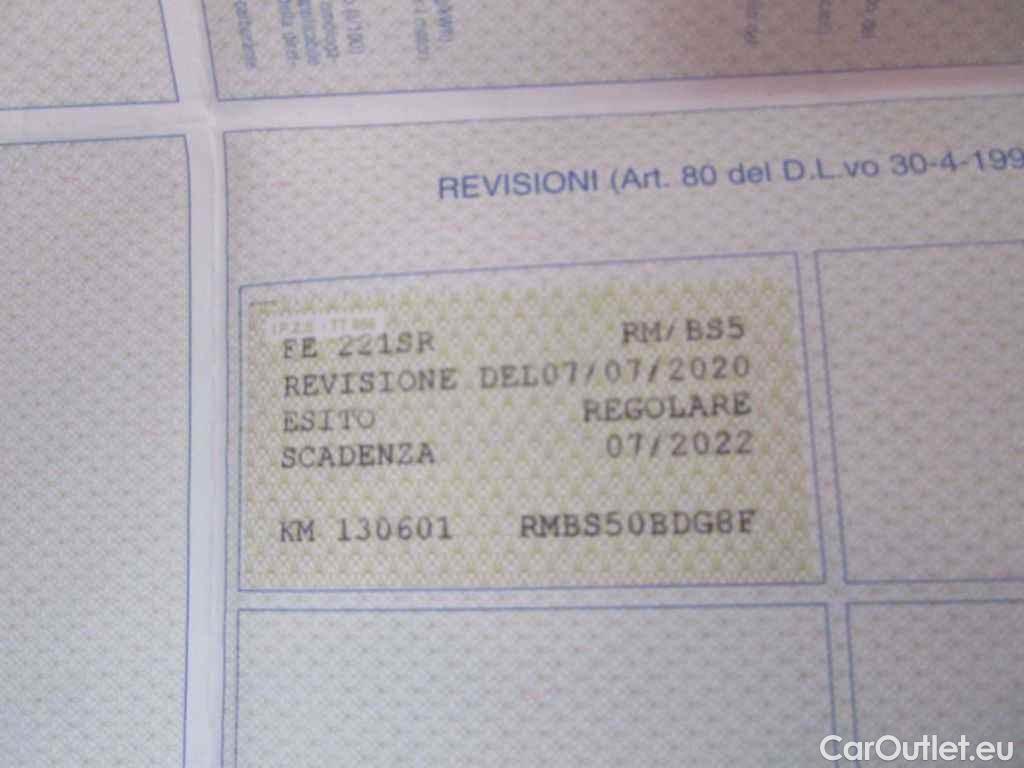 REVISIONI (Art. 80 del D.L.vo 30-4-199
FE 221SR RM/BS5
REVISIONE DEL07/07/2020
ESITO REGOLARE
SCADENZA 07/2022
KM 130601 RMBS50BDG8F
CarOutlet.eu